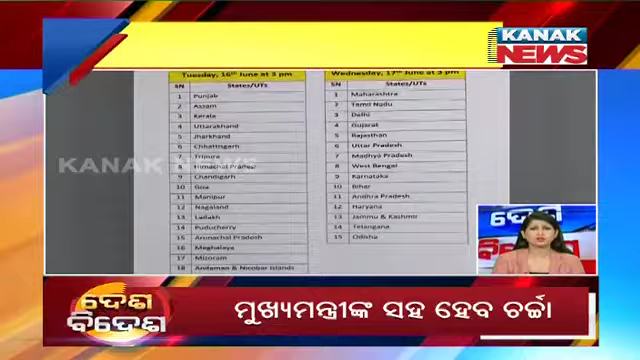 KANAK
NEWS
Tuesday, 16th June at 3 pm
SN States/UTs
1 Punjab
2 Assam
3 Kerala
4 Uttarakhand
5 Jharkhand
6 Chhattisgarh
7 Tripura
8 Himachal Pradesh
9 Chandigarh
10 Goa
11 Manipur
12 Nagaland
13 Ladakh
14 Puducherry
15 Arunachal Pradesh
16 Meghalaya
17 Mizoram
18 Andaman & Nicobar Islands
Wednesday, 17th June at 3 pm
SN States/UTs
1 Maharashtra
2 Tamil Nadu
3 Delhi
4 Gujarat
5 Rajasthan
6 Uttar Pradesh
7 Madhya Pradesh
8 West Bengal
9 Karnataka
10 Bihar
11 Andhra Pradesh
12 Haryana
13 Jammu & Kashmir
14 Telangana
15 Odisha
KANAK NEWS
ଦେଶ
ବିଦେଶ
ଦେଶ
ବିଦେଶ
ମୁଖ୍ୟମନ୍ତ୍ରୀଙ୍କ ସହ ହେବ ଚର୍ଚ୍ଚା